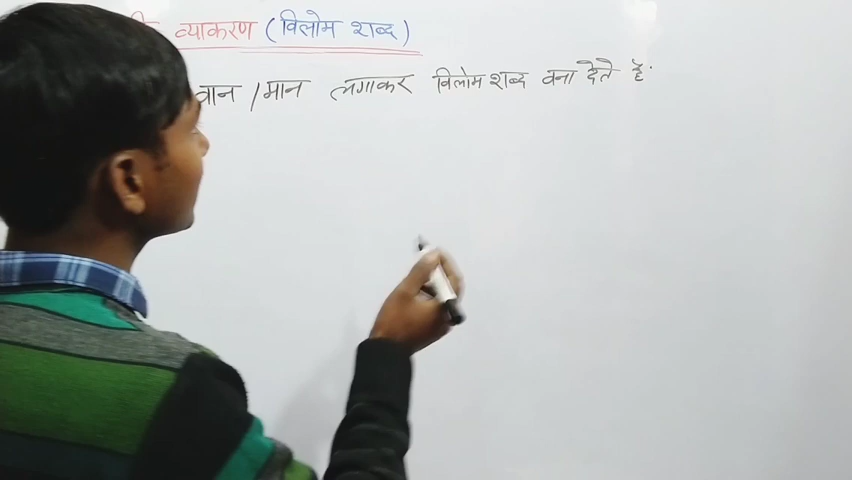 व्याकरण (विलोम शब्द)
वान / मान लगाकर विलोम शब्द बना देते है